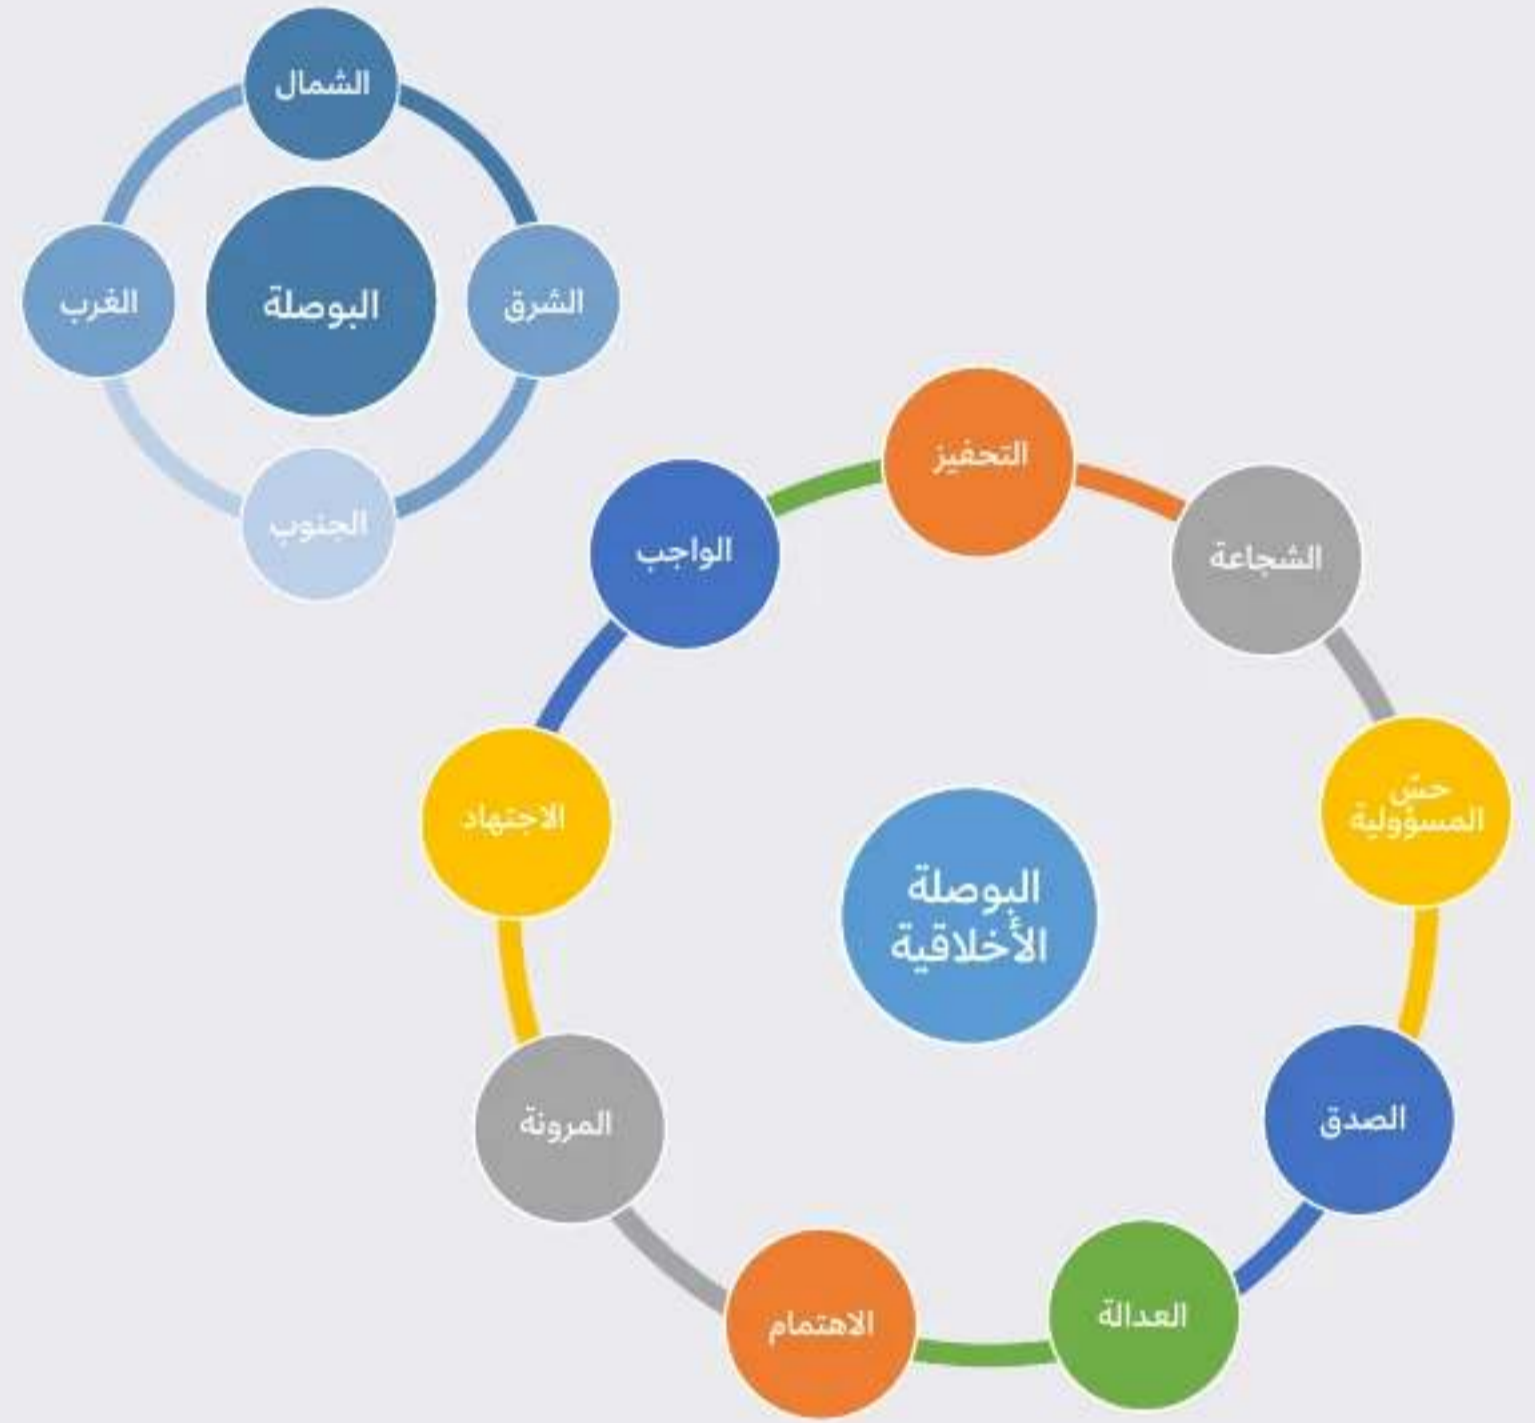 الشمال
الغرب
البوصلة
الشرق
الجنوب
التحفيز
الواجب
الشجاعة
حسّ
المسؤولية
الاجتهاد
البوصلة
الأخلاقية
الصدق
المرونة
العدالة
الاهتمام